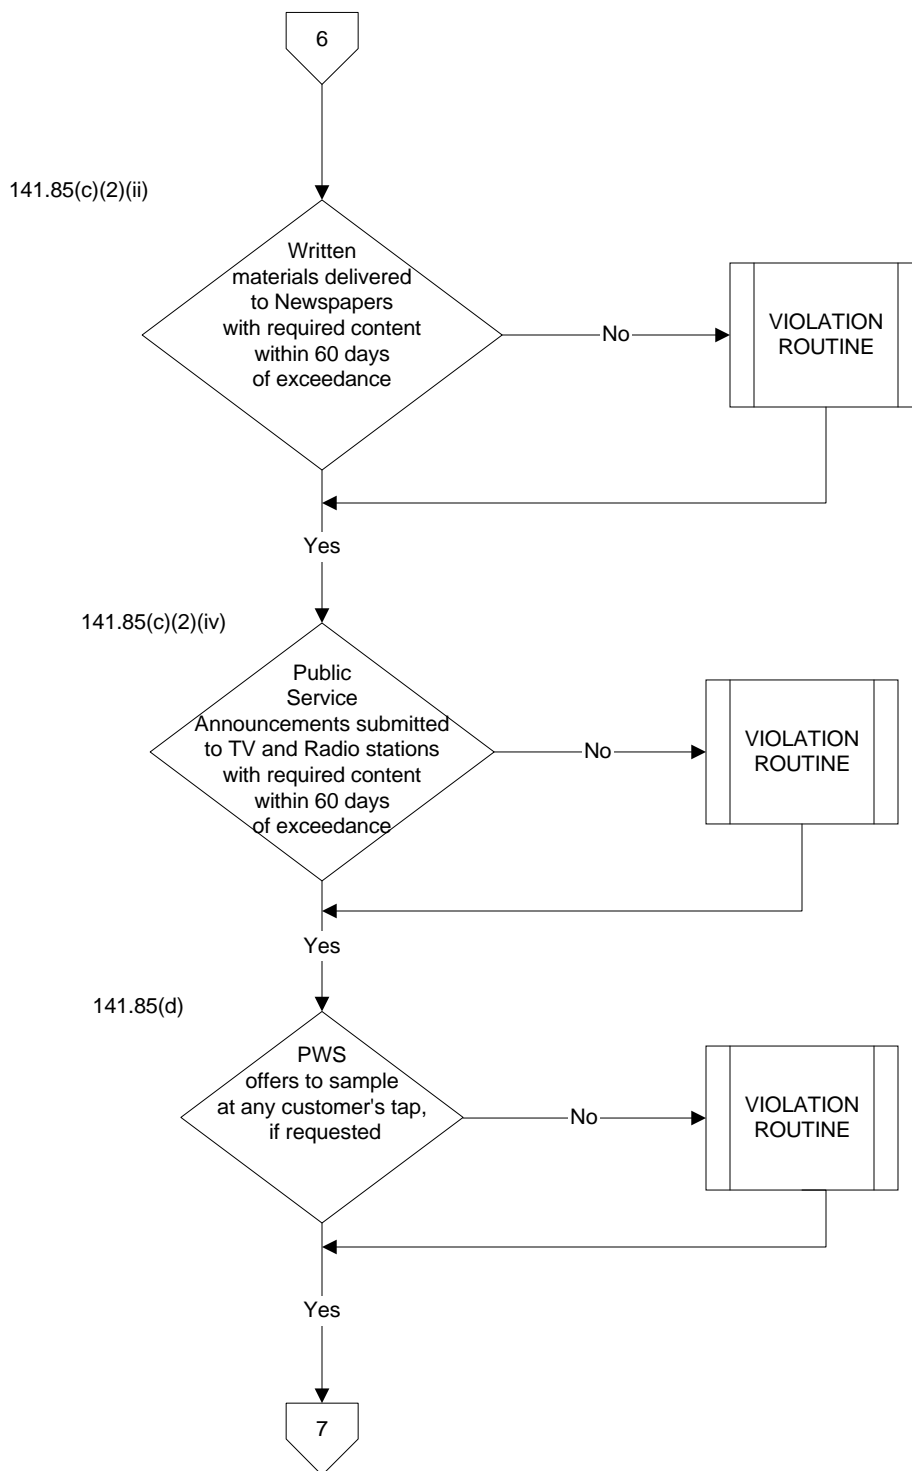 6
141.85(c)(2)(ii)
Written
materials delivered
to Newspapers
with required content
within 60 days
of exceedance
No
VIOLATION
ROUTINE
Yes
141.85(c)(2)(iv)
Public
Service
Announcements submitted
to TV and Radio stations
with required content
within 60 days
of exceedance
No
VIOLATION
ROUTINE
Yes
141.85(d)
PWS
offers to sample
at any customer's tap,
if requested
No
VIOLATION
ROUTINE
Yes
7